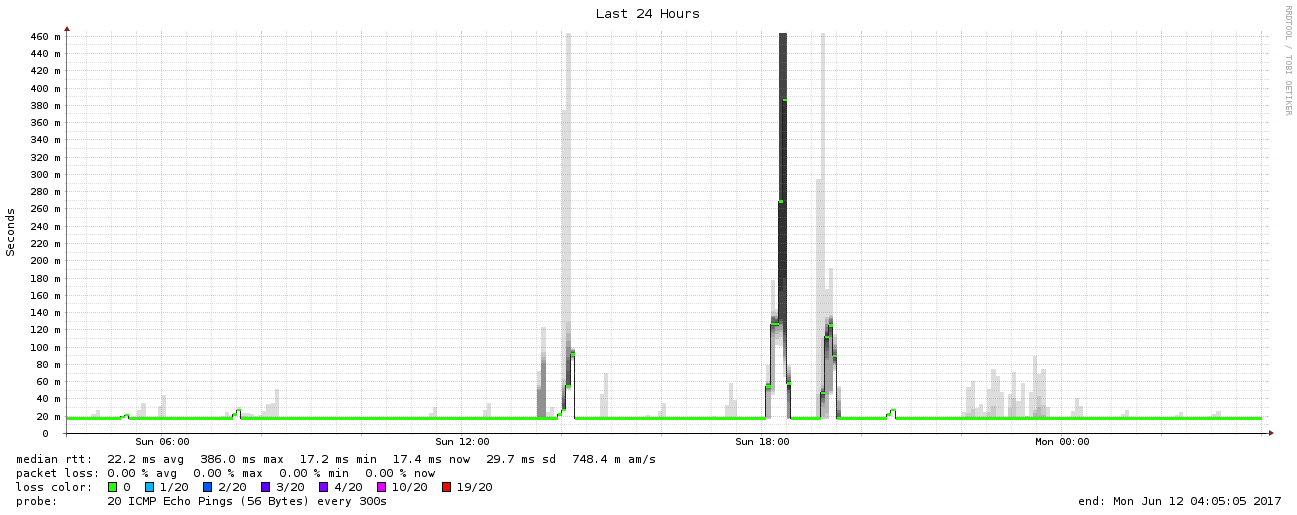 Last 24 Hours
RRDTOOL / TOBI OETIKER
Seconds
460 m
440 m
420 m
400 m
380 m
360 m
340 m
320 m
300 m
280 m
260 m
240 m
220 m
200 m
180 m
160 m
140 m
120 m
100 m
80 m
60 m
40 m
20 m
0
Sun 06:00 Sun 12:00 Sun 18:00 Mon 00:00
median rtt: 22.2 ms avg 386.0 ms max 17.2 ms min 17.4 ms now 29.7 ms sd 748.4 m am/s
packet loss: 0.00 % avg 0.00 % max 0.00 % min 0.00 % now
loss color: 0 1/20 2/20 3/20 4/20 10/20 19/20
probe: 20 ICMP Echo Pings (56 Bytes) every 300s end: Mon Jun 12 04:05:05 2017